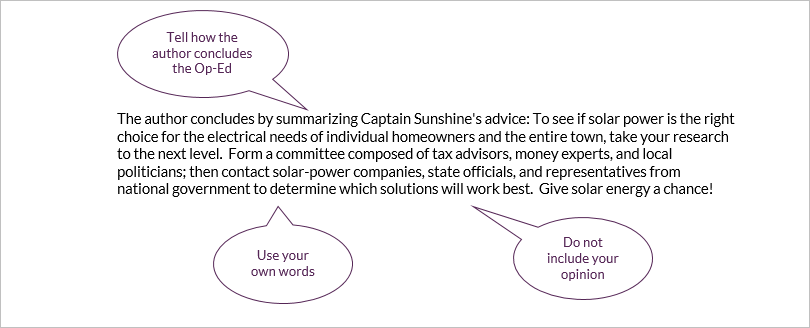 Tell how the
author concludes
the Op-Ed
The author concludes by summarizing Captain Sunshine's advice: To see if solar power is the right
choice for the electrical needs of individual homeowners and the entire town, take your research
to the next level.  Form a committee composed of tax advisors, money experts, and local
politicians; then contact solar-power companies, state officials, and representatives from
national government to determine which solutions will work best.  Give solar energy a chance!
Use your
own words
Do not
include your
opinion